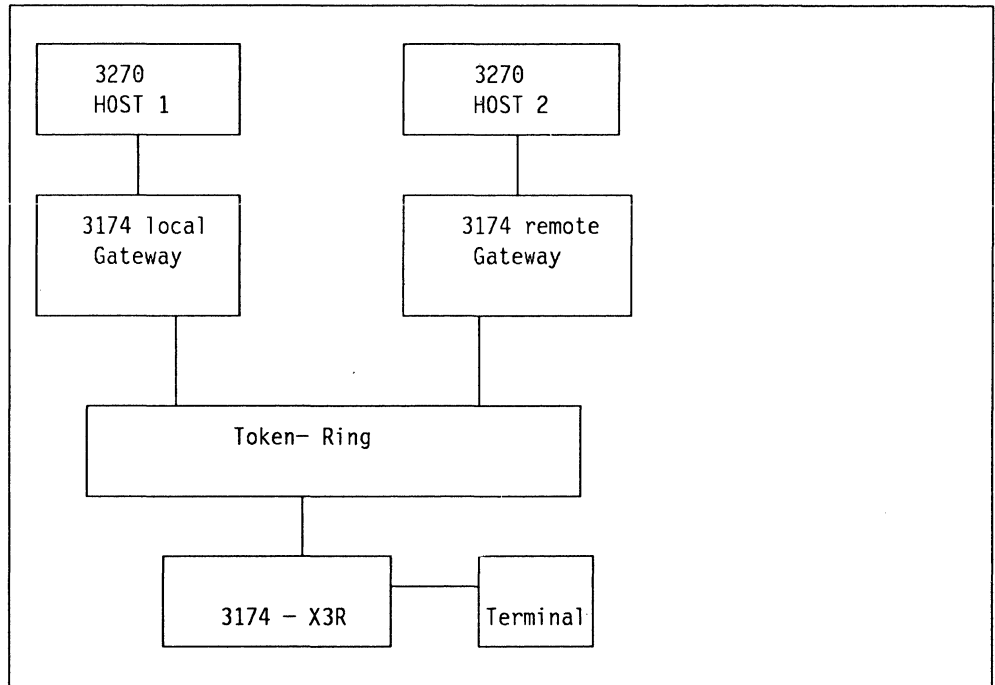 3270
HOST 1
3270
HOST 2
3174 local
Gateway
3174 remote
Gateway
Token— Ring
3174 — X3R
Terminal